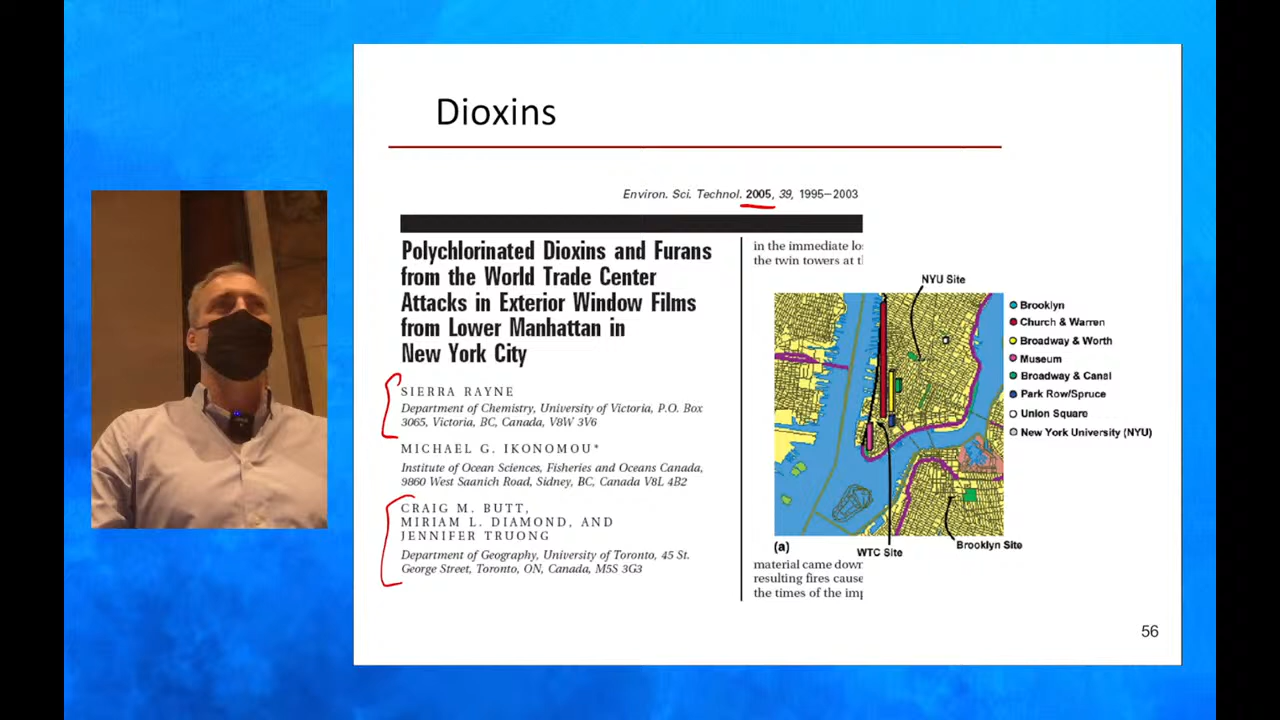 Dioxins
Environ. Sci. Technol. 2005, 39, 1995–2003
Polychlorinated Dioxins and Furans
from the World Trade Center
Attacks in Exterior Window Films
from Lower Manhattan in
New York City
SIERRA RAYNE
Department of Chemistry, University of Victoria, P.O. Box
3065, Victoria, BC, Canada, V8W 3V6
MICHAEL G. IKONOMOU*
Institute of Ocean Sciences, Fisheries and Oceans Canada,
9860 West Saanich Road, Sidney, BC, Canada V8L 4B2
CRAIG M. BUTT,
MIRIAM L. DIAMOND, AND
JENNIFER TRUONG
Department of Geography, University of Toronto, 45 St.
George Street, Toronto, ON, Canada, M5S 3G3
in the immediate lo
the twin towers at
NYU Site
Brooklyn
Church & Warren
Broadway & Worth
Museum
Broadway & Canal
Park Row/Spruce
Union Square
New York University (NYU)
(a)
WTC Site
Brooklyn Site
material came down
resulting fires cause
the times of the imp
56